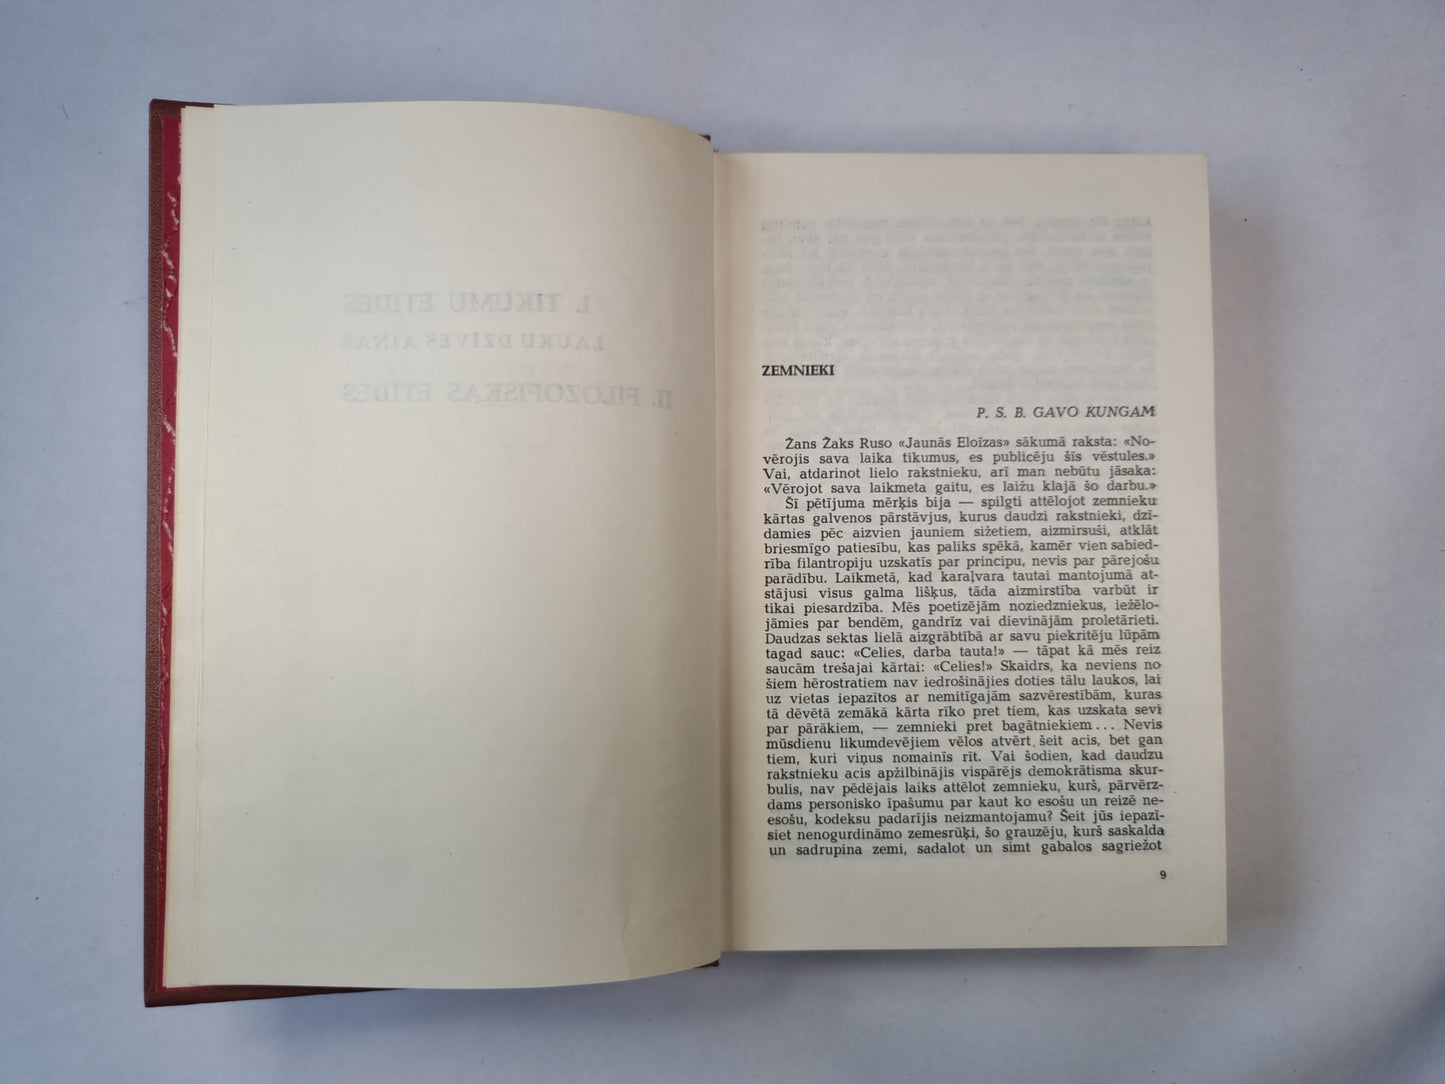 I. TIKUMU ETĪDES
LAUKU DZĪVES AINAS
II. FILOZOFISKAS ETĪDES
ZEMNIEKI
P. S. B. GAVO KUNGAM
Žans Žaks Ruso «Jaunās Eloīzas» sākumā raksta: «No-
vērojis sava laika tikumus, es publicēju šīs vēstules.»
Vai, atdarinot lielo rakstnieku, arī man nebūtu jāsaka:
«Vērojot sava laikmeta gaitu, es laižu klajā šo darbu.»
Šī pētījuma mērķis bija — spilgti attēlojot zemnieku
kārtas galvenos pārstāvjus, kurus daudzi rakstnieki, dzī-
damies pēc aizvien jauniem sižetiem, aizmirsuši, atklāt
briesmīgo patiesību, kas paliks spēkā, kamēr vien sabied-
rība filantropiju uzskatīs par principu, nevis par pārejošu
parādību. Laikmetā, kad karaļvara tautai mantojumā at-
stājusi visus galma lišķus, tāda aizmirstība varbūt ir
tikai piesardzība. Mēs poetizējām noziedzniekus, iežēlo-
jāmies par bendēm, gandrīz vai dievinājām proletārieti.
Daudzas sektas lielā aizgrābtībā ar savu piekritēju lūpām
tagad sauc: «Celies, darba tauta!» — tāpat kā mēs reiz
saucām trešajai kārtai: «Celies!» Skaidrs, ka neviens no
šiem hērostratiem nav iedrošinājies doties tālu laukos, lai
uz vietas iepazītos ar nemitīgajām sazvērestībām, kuras
tā dēvētā zemākā kārta rīko pret tiem, kas uzskata sevi
par pārākiem, — zemnieki pret bagātniekiem... Nevis
mūsdienu likumdevējiem vēlos atvērt šeit acis, bet gan
tiem, kuri viņus nomainīs rīt. Vai šodien, kad daudzu
rakstnieku acis apžilbinājis vispārējs demokrātisma skur-
bulis, nav pēdējais laiks attēlot zemnieku, kurš, pārvērz-
dams personisko īpašumu par kaut ko esošu un reizē ne-
esošu, kodeksu padarījis neizmantojamu? Šeit jūs iepazī-
siet nenogurdināmo zemesrūķi, šo grauzēju, kurš saskalda
un sadrupina zemi, sadalot un simt gabalos sagriežot
9